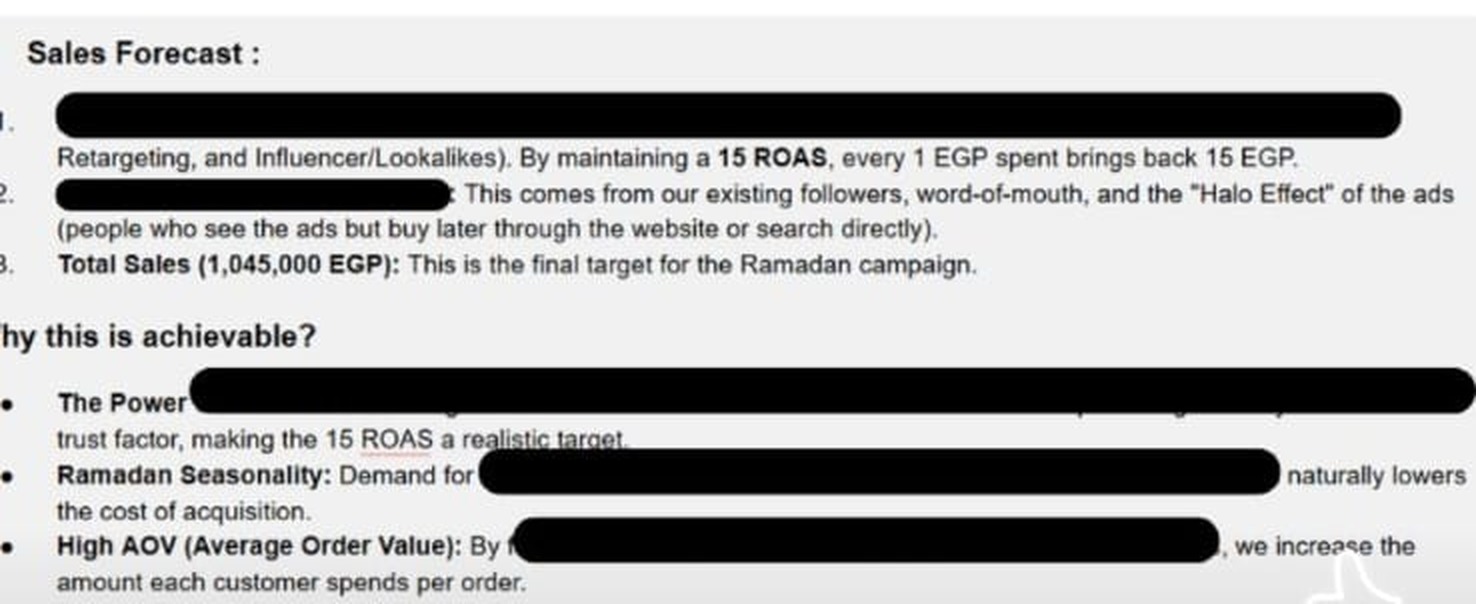 Sales Forecast :
1.
Retargeting, and Influencer/Lookalikes). By maintaining a 15 ROAS, every 1 EGP spent brings back 15 EGP.
2. : This comes from our existing followers, word-of-mouth, and the "Halo Effect" of the ads
(people who see the ads but buy later through the website or search directly).
3. Total Sales (1,045,000 EGP): This is the final target for the Ramadan campaign.
hy this is achievable?
• The Power
trust factor, making the 15 ROAS a realistic target.
• Ramadan Seasonality: Demand for naturally lowers
the cost of acquisition.
• High AOV (Average Order Value): By , we increase the
amount each customer spends per order.